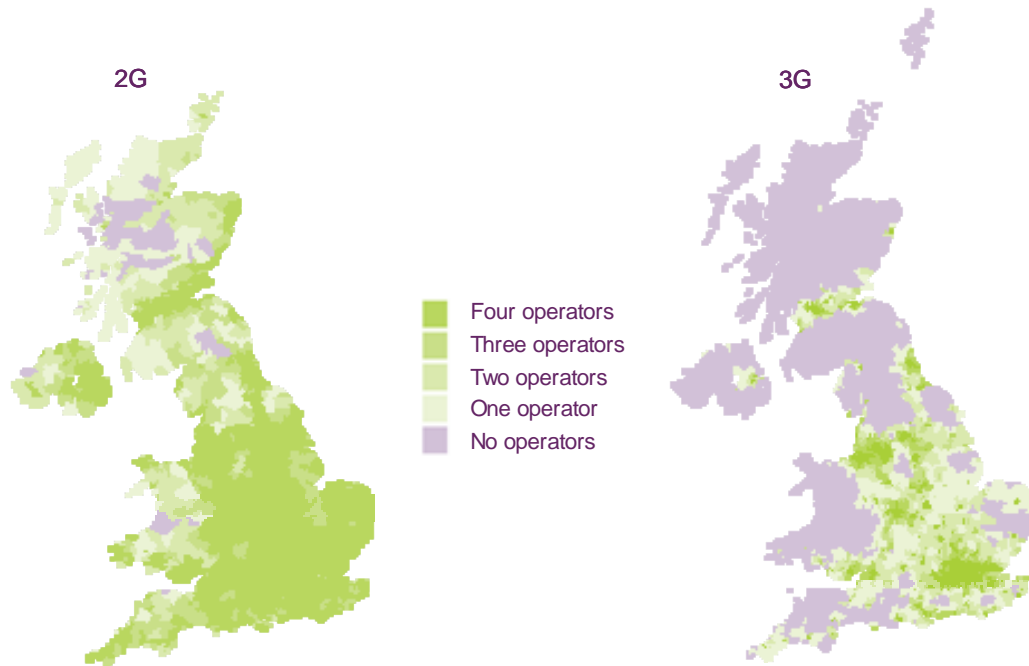 2G
3G
Four operators
Three operators
Two operators
One operator
No operators